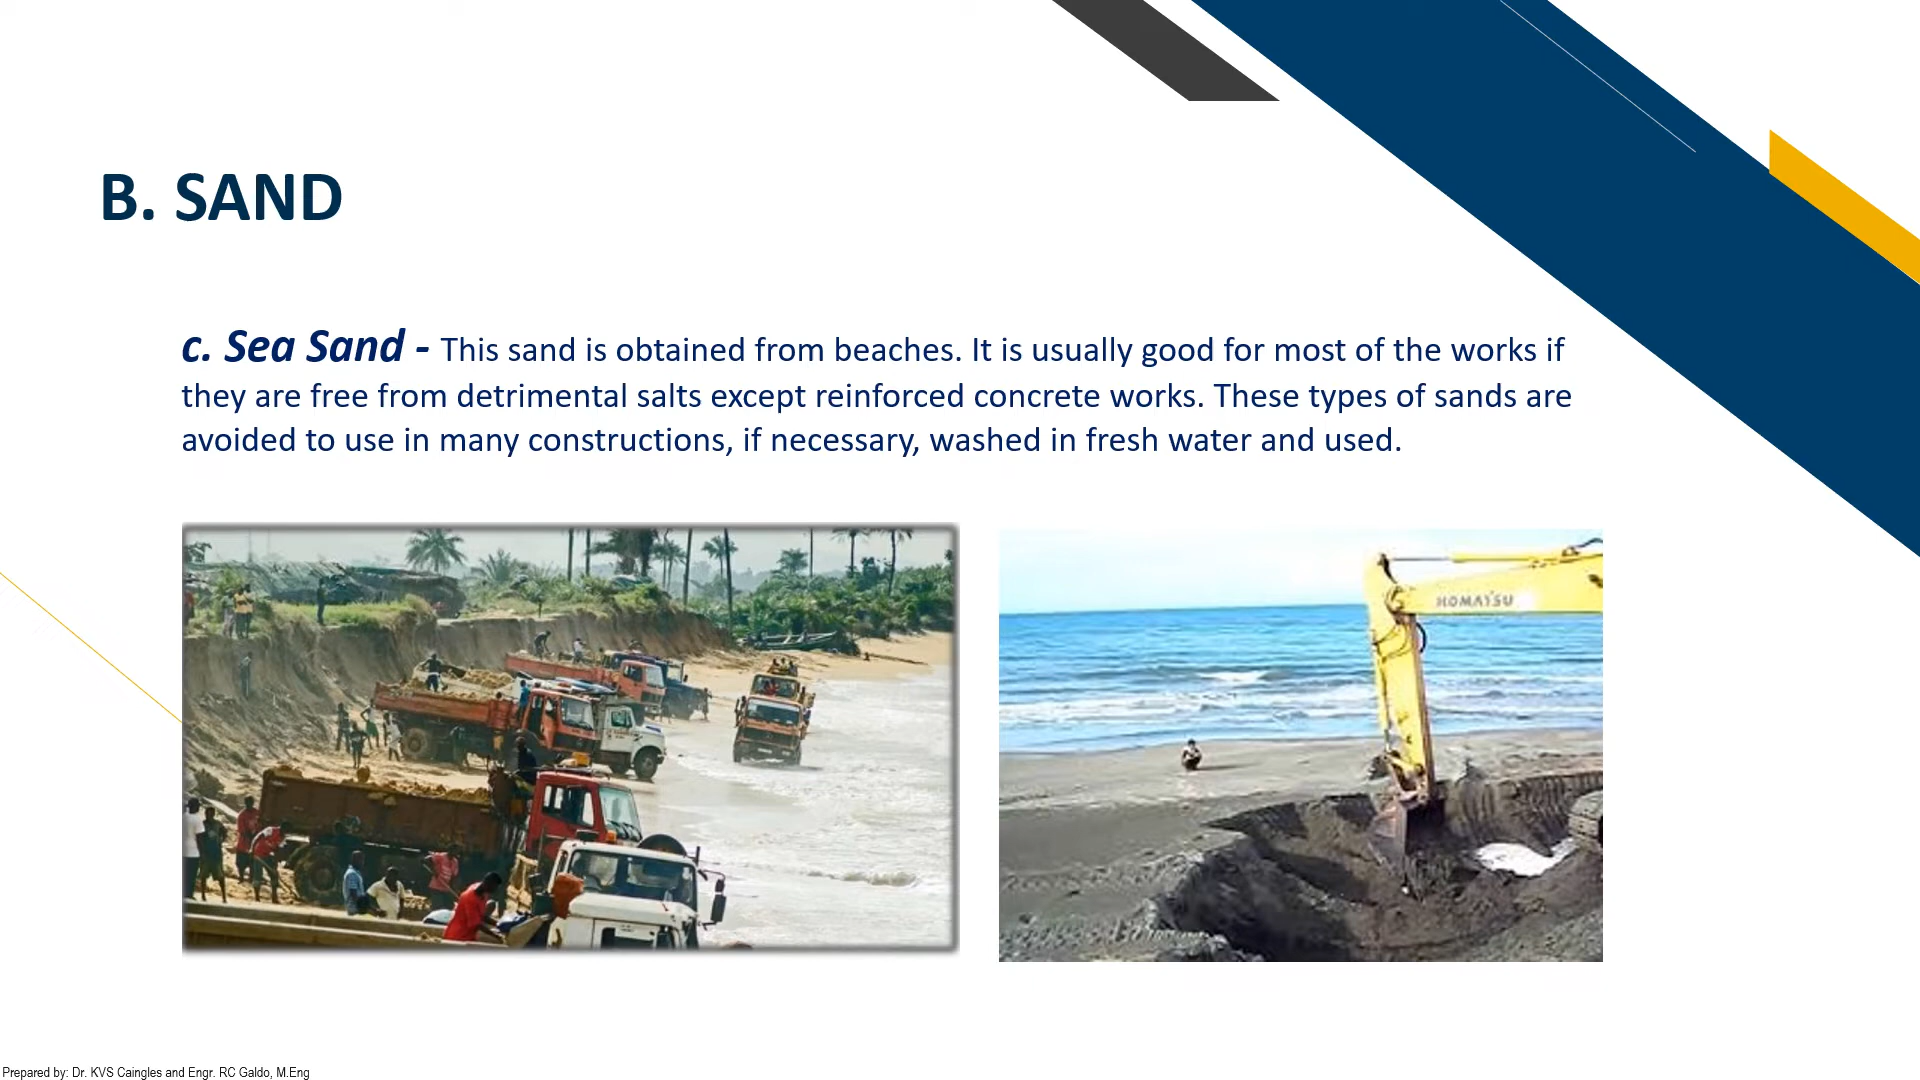 B. SAND
c. Sea Sand - This sand is obtained from beaches. It is usually good for most of the works if
they are free from detrimental salts except reinforced concrete works. These types of sands are
avoided to use in many constructions, if necessary, washed in fresh water and used.
KOMATSU
Prepared by: Dr. KVS Caingles and Engr. RC Galdo, M.Eng